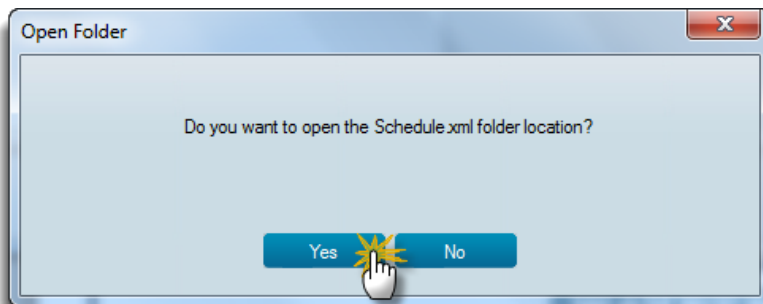 Open Folder
Do you want to open the Schedule.xml folder location?
Yes No